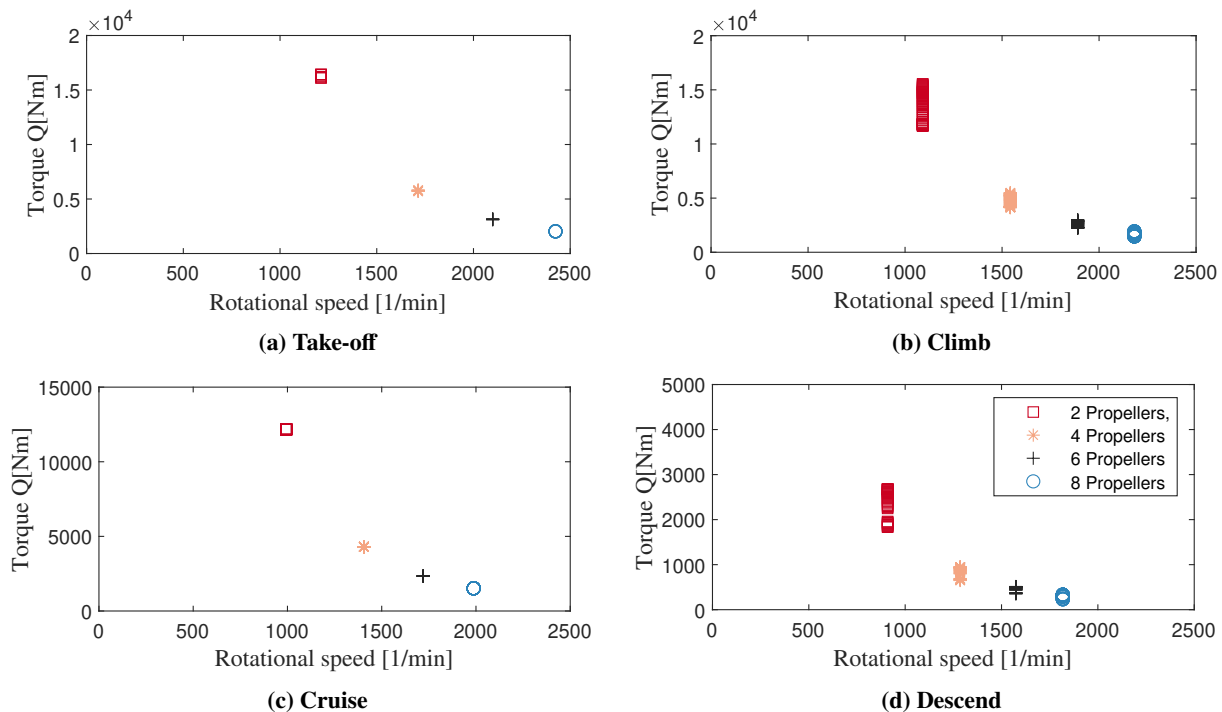 ×10⁴
2
1.5
1
0.5
0
Torque Q[Nm]
0 500 1000 1500 2000 2500
Rotational speed [1/min]
(a) Take-off
×10⁴
2
1.5
1
0.5
0
Torque Q[Nm]
0 500 1000 1500 2000 2500
Rotational speed [1/min]
(b) Climb
15000
10000
5000
0
Torque Q[Nm]
0 500 1000 1500 2000 2500
Rotational speed [1/min]
(c) Cruise
5000
4000
3000
2000
1000
0
Torque Q[Nm]
2 Propellers,
4 Propellers
6 Propellers
8 Propellers
0 500 1000 1500 2000 2500
Rotational speed [1/min]
(d) Descend